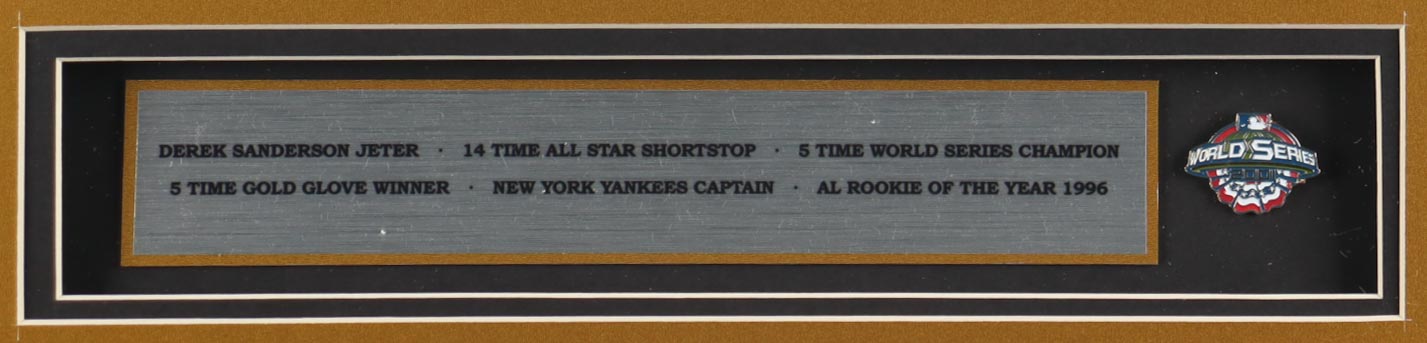 DEREK SANDERSON JETER · 14 TIME ALL STAR SHORTSTOP · 5 TIME WORLD SERIES CHAMPION
5 TIME GOLD GLOVE WINNER · NEW YORK YANKEES CAPTAIN · AL ROOKIE OF THE YEAR 1996
WORLD SERIES
2001